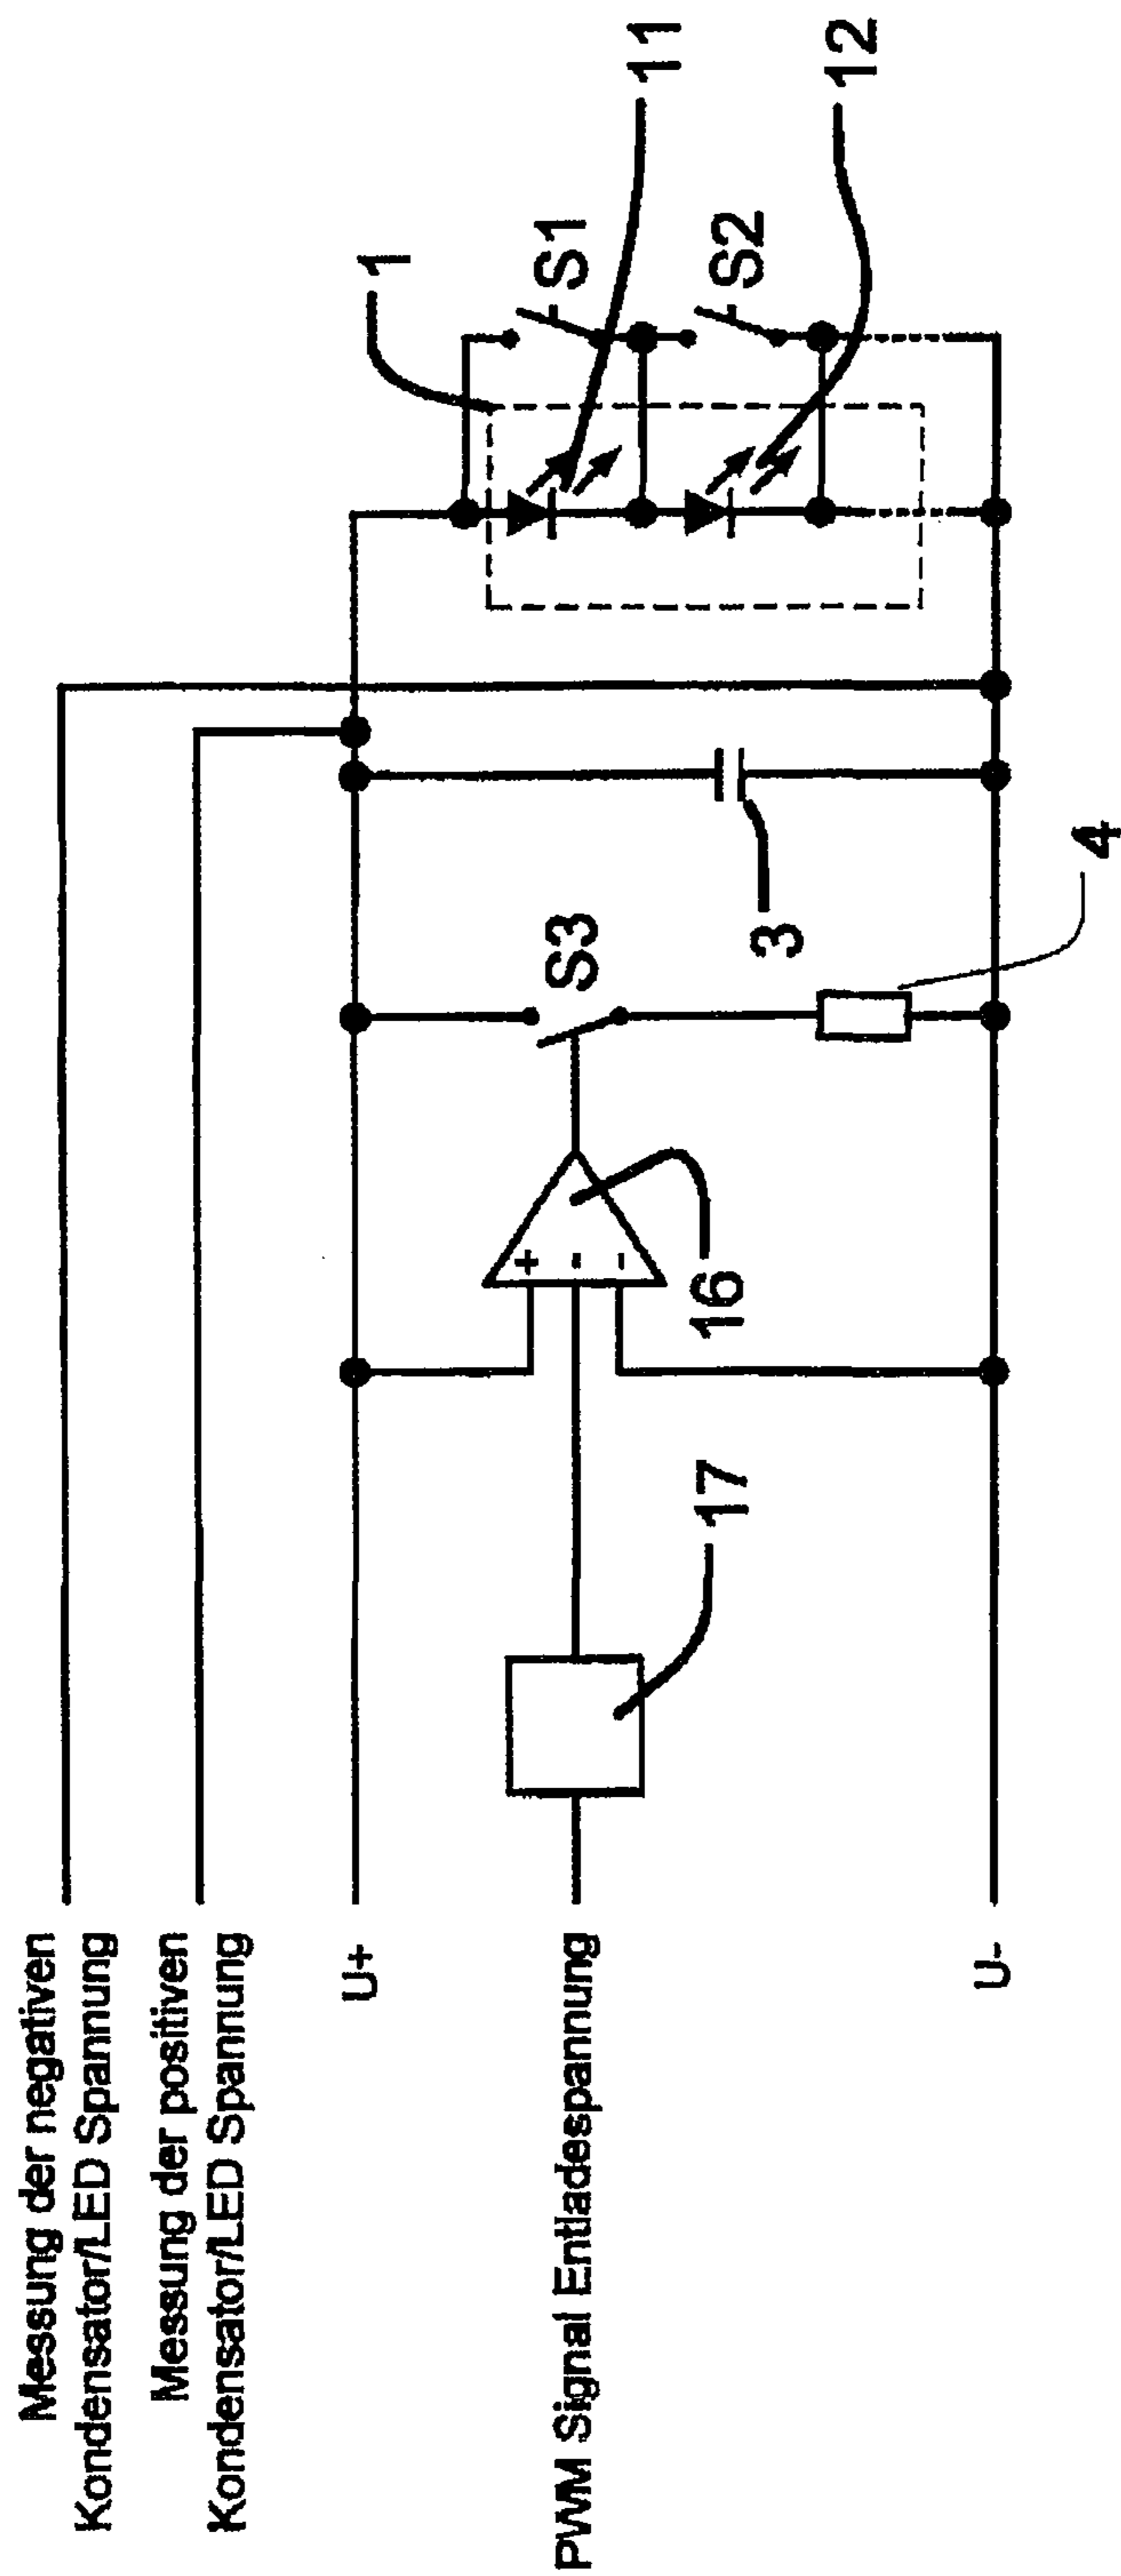 Messung der negativen
Kondensator/LED Spannung
Messung der positiven
Kondensator/LED Spannung
U+
PWM Signal Entladespannung
U-
17
16
+
-
-
S3
4
3
1
S1
S2
11
12